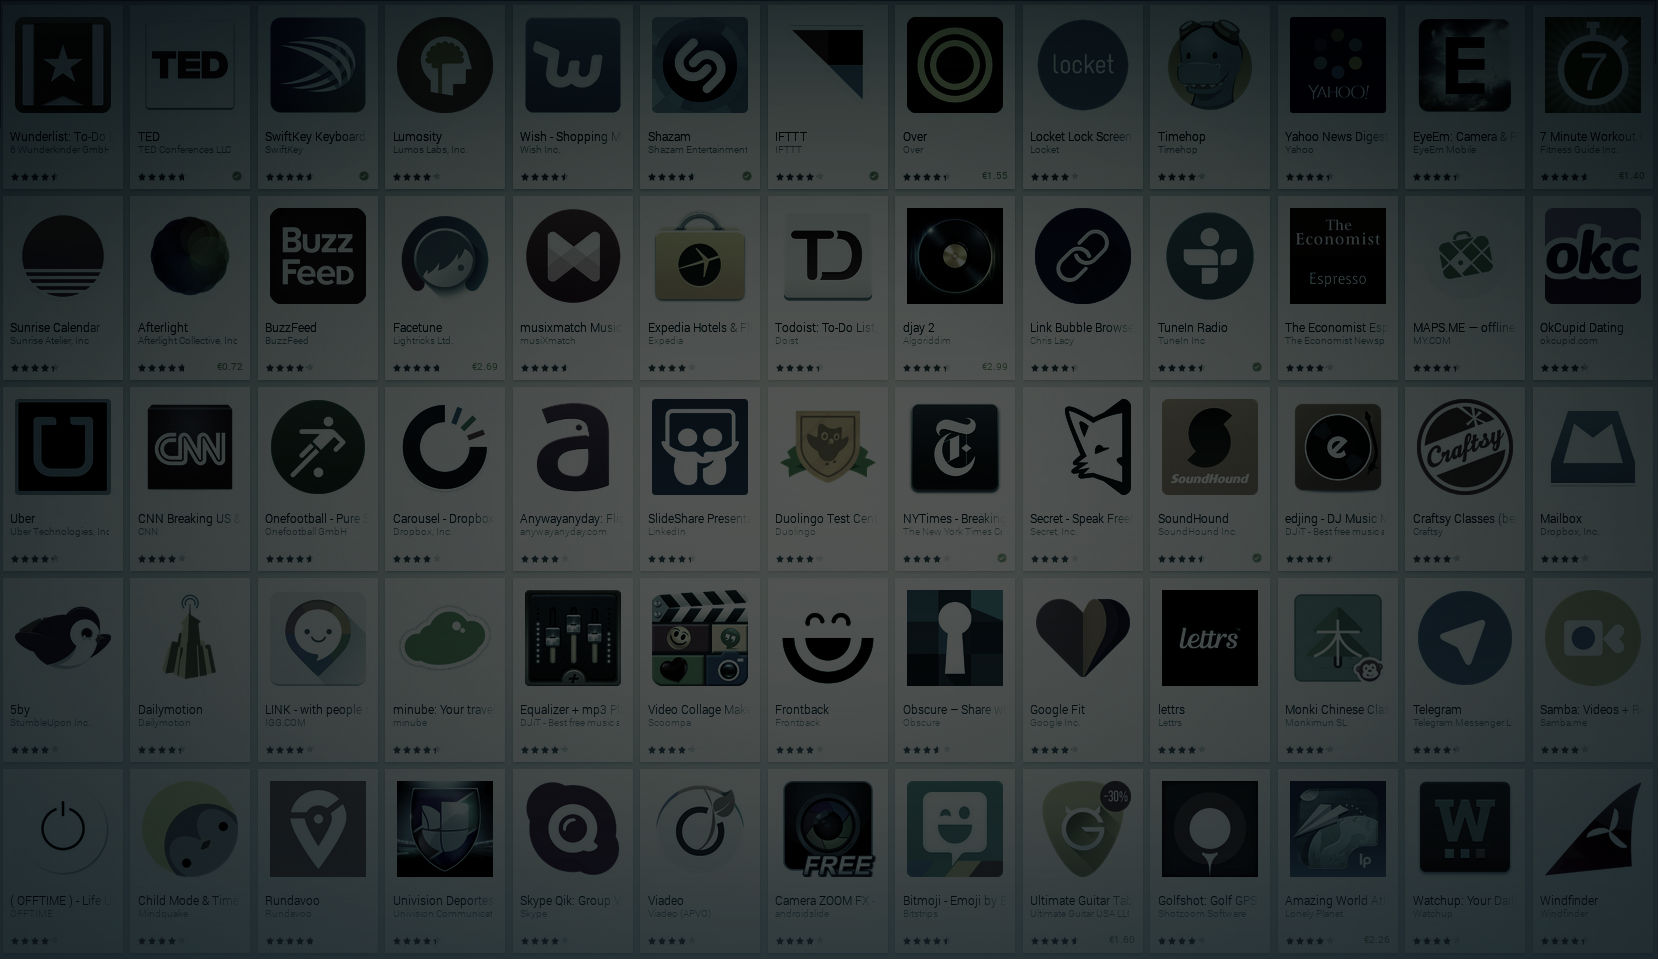 TED
locket
YAHOO!
E
7
Wunderlist: To-Do
6 Wunderkinder GmbH
TED
TED Conferences LLC
SwiftKey Keyboard
SwiftKey
Lumosity
Lumos Labs, Inc.
Wish - Shopping M
Wish Inc.
Shazam
Shazam Entertainment
IFTTT
IFTTT
Over
Over
€1.55
Locket Lock Screen
Locket
Timehop
Timehop
Yahoo News Digest
Yahoo
EyeEm: Camera & F
EyeEm Mobile
7 Minute Workout
Fitness Guide Inc.
€1.40
Buzz
FeeD
TD
The
Economist
Espresso
okc
Sunrise Calendar
Sunrise Atelier, Inc
Afterlight
Afterlight Collective, Inc
€0.72
BuzzFeed
BuzzFeed
Facetune
Lightricks Ltd.
€2.69
musixmatch Music
musiXmatch
Expedia Hotels & Fl
Expedia
Todoist: To-Do List,
Doist
djay 2
Algoriddim
€2.99
Link Bubble Browse
Chris Lacy
TuneIn Radio
TuneIn Inc
The Economist Esp
The Economist Newsp
MAPS.ME — offline
MY.COM
OkCupid Dating
okcupid.com
CNN
a
T
SoundHound
e
Craftsy
Uber
Uber Technologies, Inc
CNN Breaking US &
CNN
Onefootball - Pure S
Onefootball GmbH
Carousel - Dropbox
Dropbox, Inc.
Anywayanyday: Fli
anywayanyday.com
SlideShare Present
LinkedIn
Duolingo Test Cent
Duolingo
NYTimes - Breaking
The New York Times C
Secret - Speak Free
Secret, Inc.
SoundHound
SoundHound Inc.
edjing - DJ Music M
DJiT - Best free music a
Craftsy Classes (be
Craftsy
Mailbox
Dropbox, Inc.
lettrs
木
5by
StumbleUpon Inc.
Dailymotion
Dailymotion
LINK - with people
IGG.COM
minube: Your trave
minube
Equalizer + mp3 Pl
DJiT - Best free music a
Video Collage Make
Scoompa
Frontback
Frontback
Obscure – Share w
Obscure
Google Fit
Google Inc.
lettrs
Lettrs
Monki Chinese Clas
Monkimun SL.
Telegram
Telegram Messenger L
Samba: Videos + R
Samba.me
FREE
G
-30%
lp
W
( OFFTIME ) - Life U
OFFTIME
Child Mode & Time
Mindquake
Rundavoo
Rundavoo
Univision Deportes
Univision Communicat
Skype Qik: Group V
Skype
Viadeo
Viadeo (APVO)
Camera ZOOM FX -
androidslide
Bitmoji - Emoji by B
Bitstrips
Ultimate Guitar Tab
Ultimate Guitar USA LLC
€1.60
Golfshot: Golf GPS
Shotzoom Software
Amazing World Atl
Lonely Planet
€2.26
Watchup: Your Dai
Watchup
Windfinder
Windfinder